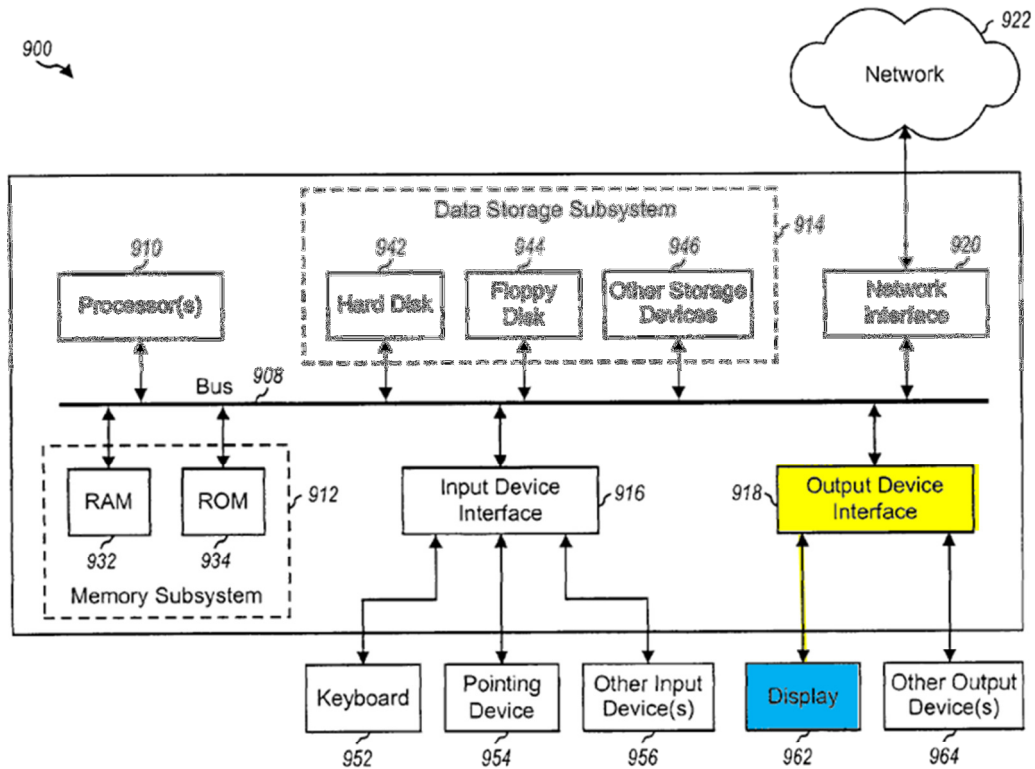 922
900
Network
Data Storage Subsystem
914
910
942
944
946
920
Processor(s)
Hard Disk
Floppy
Disk
Other Storage
Devices
Network
Interface
Bus
908
RAM
ROM
912
Input Device
Interface
916
918
Output Device
Interface
932
934
Memory Subsystem
Keyboard
Pointing
Device
Other Input
Device(s)
Display
Other Output
Device(s)
952
954
956
962
964